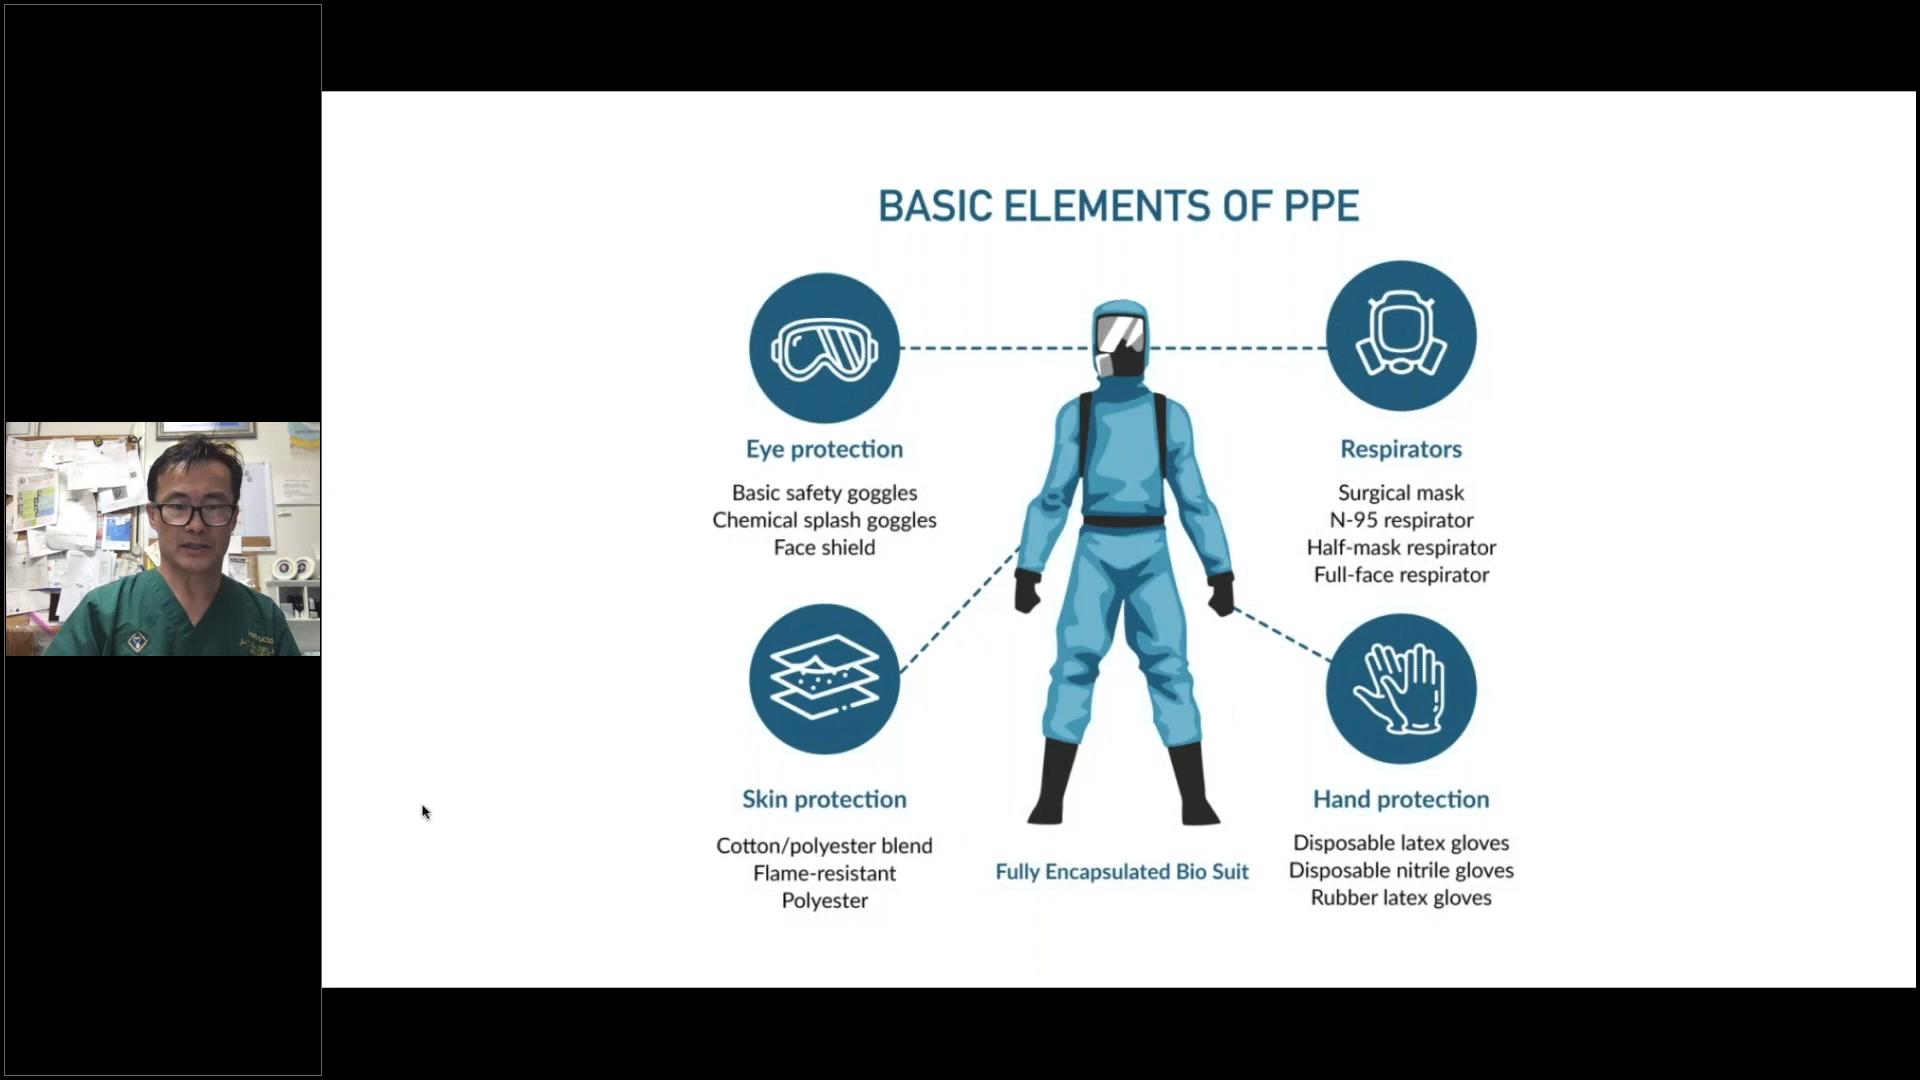 BASIC ELEMENTS OF PPE
Eye protection
Basic safety goggles
Chemical splash goggles
Face shield
Respirators
Surgical mask
N-95 respirator
Half-mask respirator
Full-face respirator
Skin protection
Cotton/polyester blend
Flame-resistant
Polyester
Fully Encapsulated Bio Suit
Hand protection
Disposable latex gloves
Disposable nitrile gloves
Rubber latex gloves